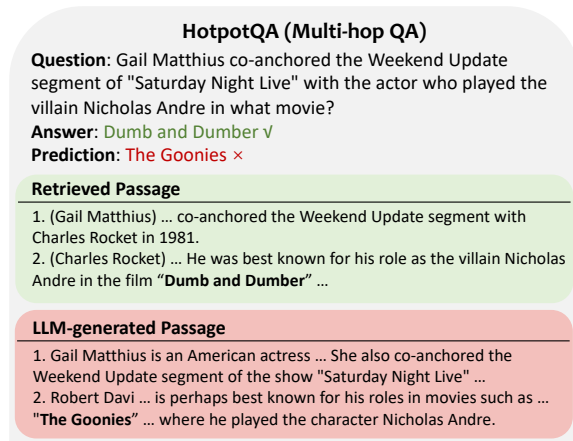 HotpotQA (Multi-hop QA)
Question: Gail Matthius co-anchored the Weekend Update
segment of "Saturday Night Live" with the actor who played the
villain Nicholas Andre in what movie?
Answer: Dumb and Dumber √
Prediction: The Goonies ×
Retrieved Passage
1. (Gail Matthius) … co-anchored the Weekend Update segment with
Charles Rocket in 1981.
2. (Charles Rocket) … He was best known for his role as the villain Nicholas
Andre in the film “Dumb and Dumber” …
LLM-generated Passage
1. Gail Matthius is an American actress … She also co-anchored the
Weekend Update segment of the show "Saturday Night Live" …
2. Robert Davi … is perhaps best known for his roles in movies such as …
"The Goonies” … where he played the character Nicholas Andre.